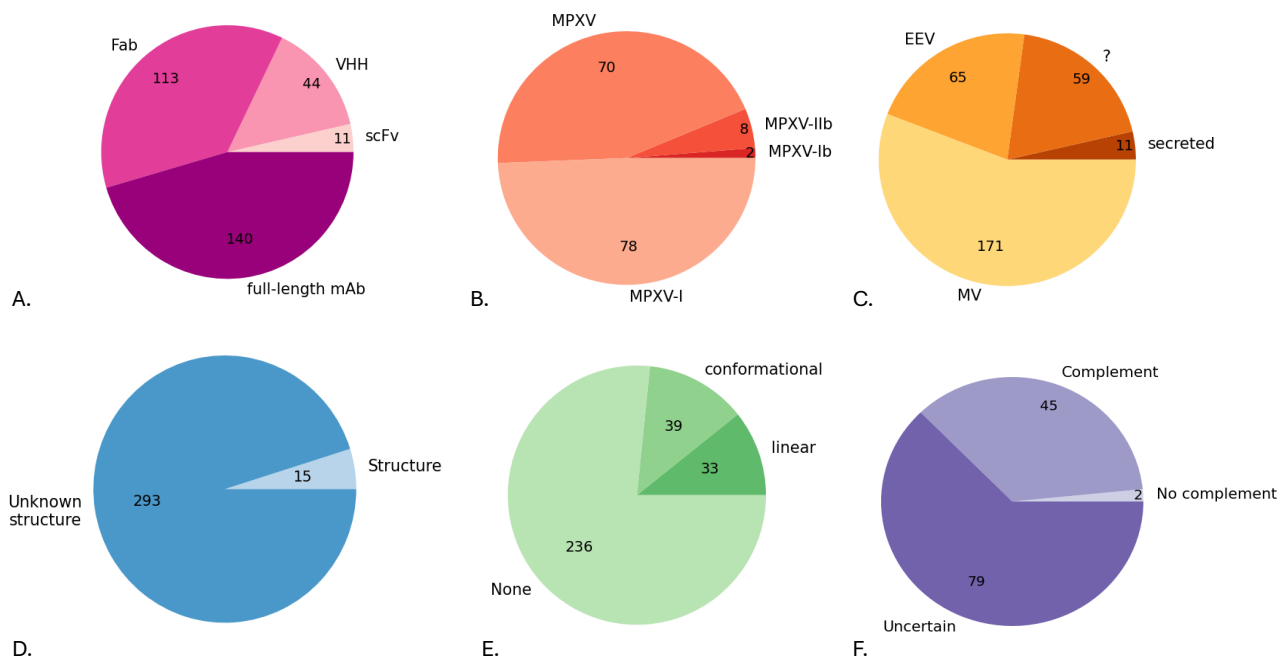 Fab
113
VHH
44
scFv
11
140
full-length mAb
A.
MPXV
70
MPXV-IIb
8
MPXV-Ib
2
78
MPXV-I
B.
EEV
65
?
59
secreted
11
171
MV
C.
Structure
15
Unknown
structure
293
D.
conformational
39
linear
33
236
None
E.
Complement
45
No complement
2
79
Uncertain
F.